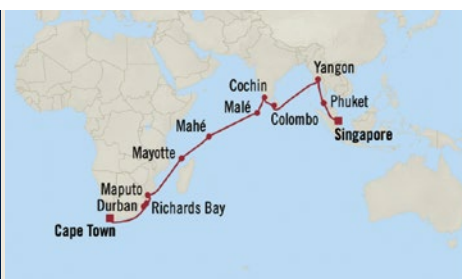 Yangon
Cochin
Phuket
Malé
Colombo
Mahé
Singapore
Mayotte
Maputo
Durban
Richards Bay
Cape Town